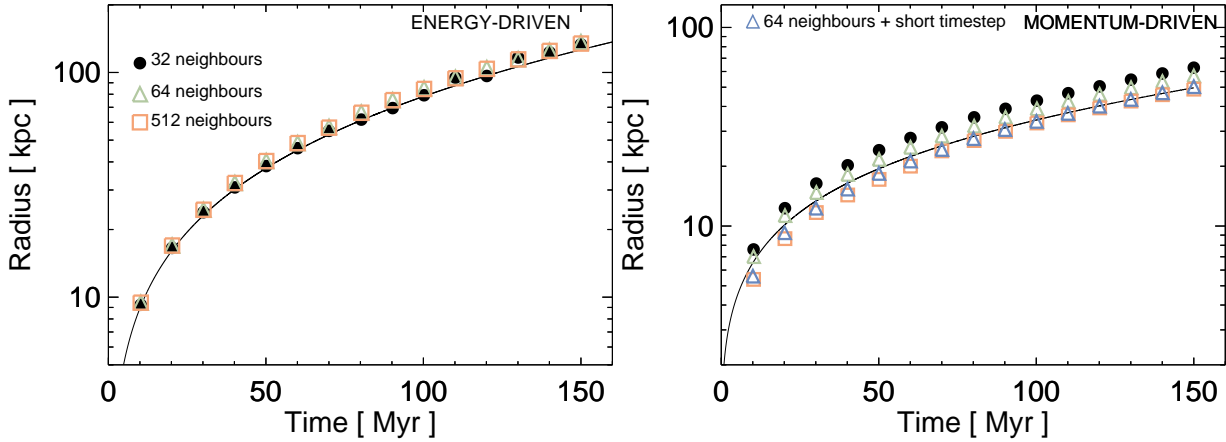 ENERGY-DRIVEN
32 neighbours
64 neighbours
512 neighbours
100
10
Radius [ kpc]
0 50 100 150
Time [ Myr ]
64 neighbours + short timestep MOMENTUM-DRIVEN
100
10
Radius [ kpc]
0 50 100 150
Time [ Myr ]